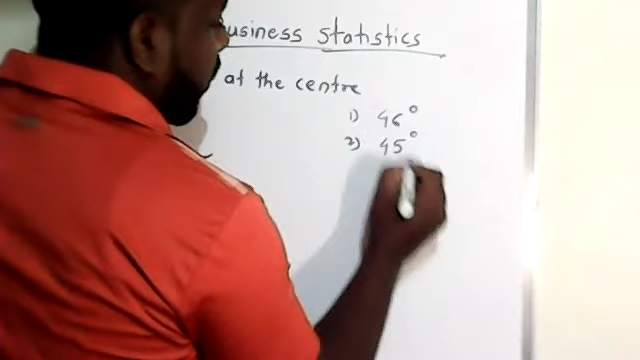 usiness Statistics
at the centre
1) 46°
2) 45°